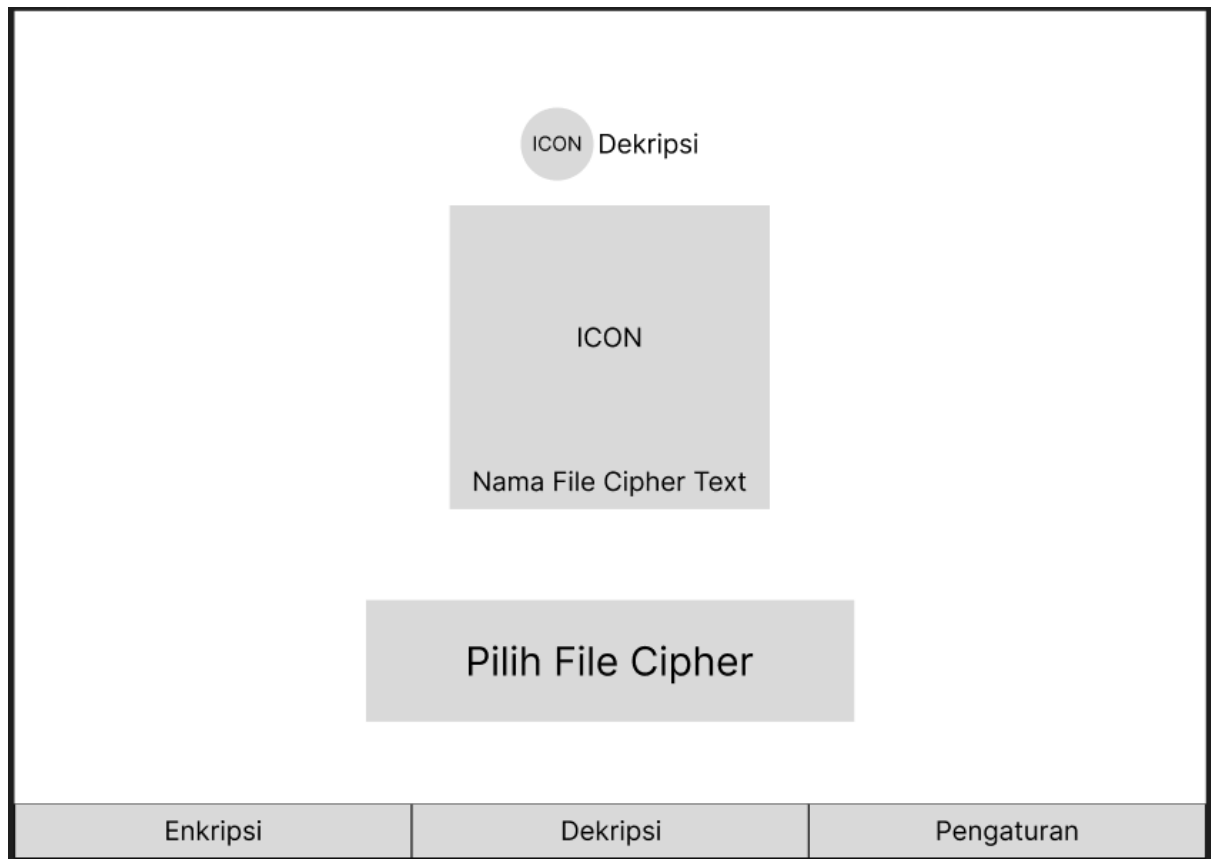 ICON Dekripsi
ICON
Nama File Cipher Text
Pilih File Cipher
Enkripsi
Dekripsi
Pengaturan